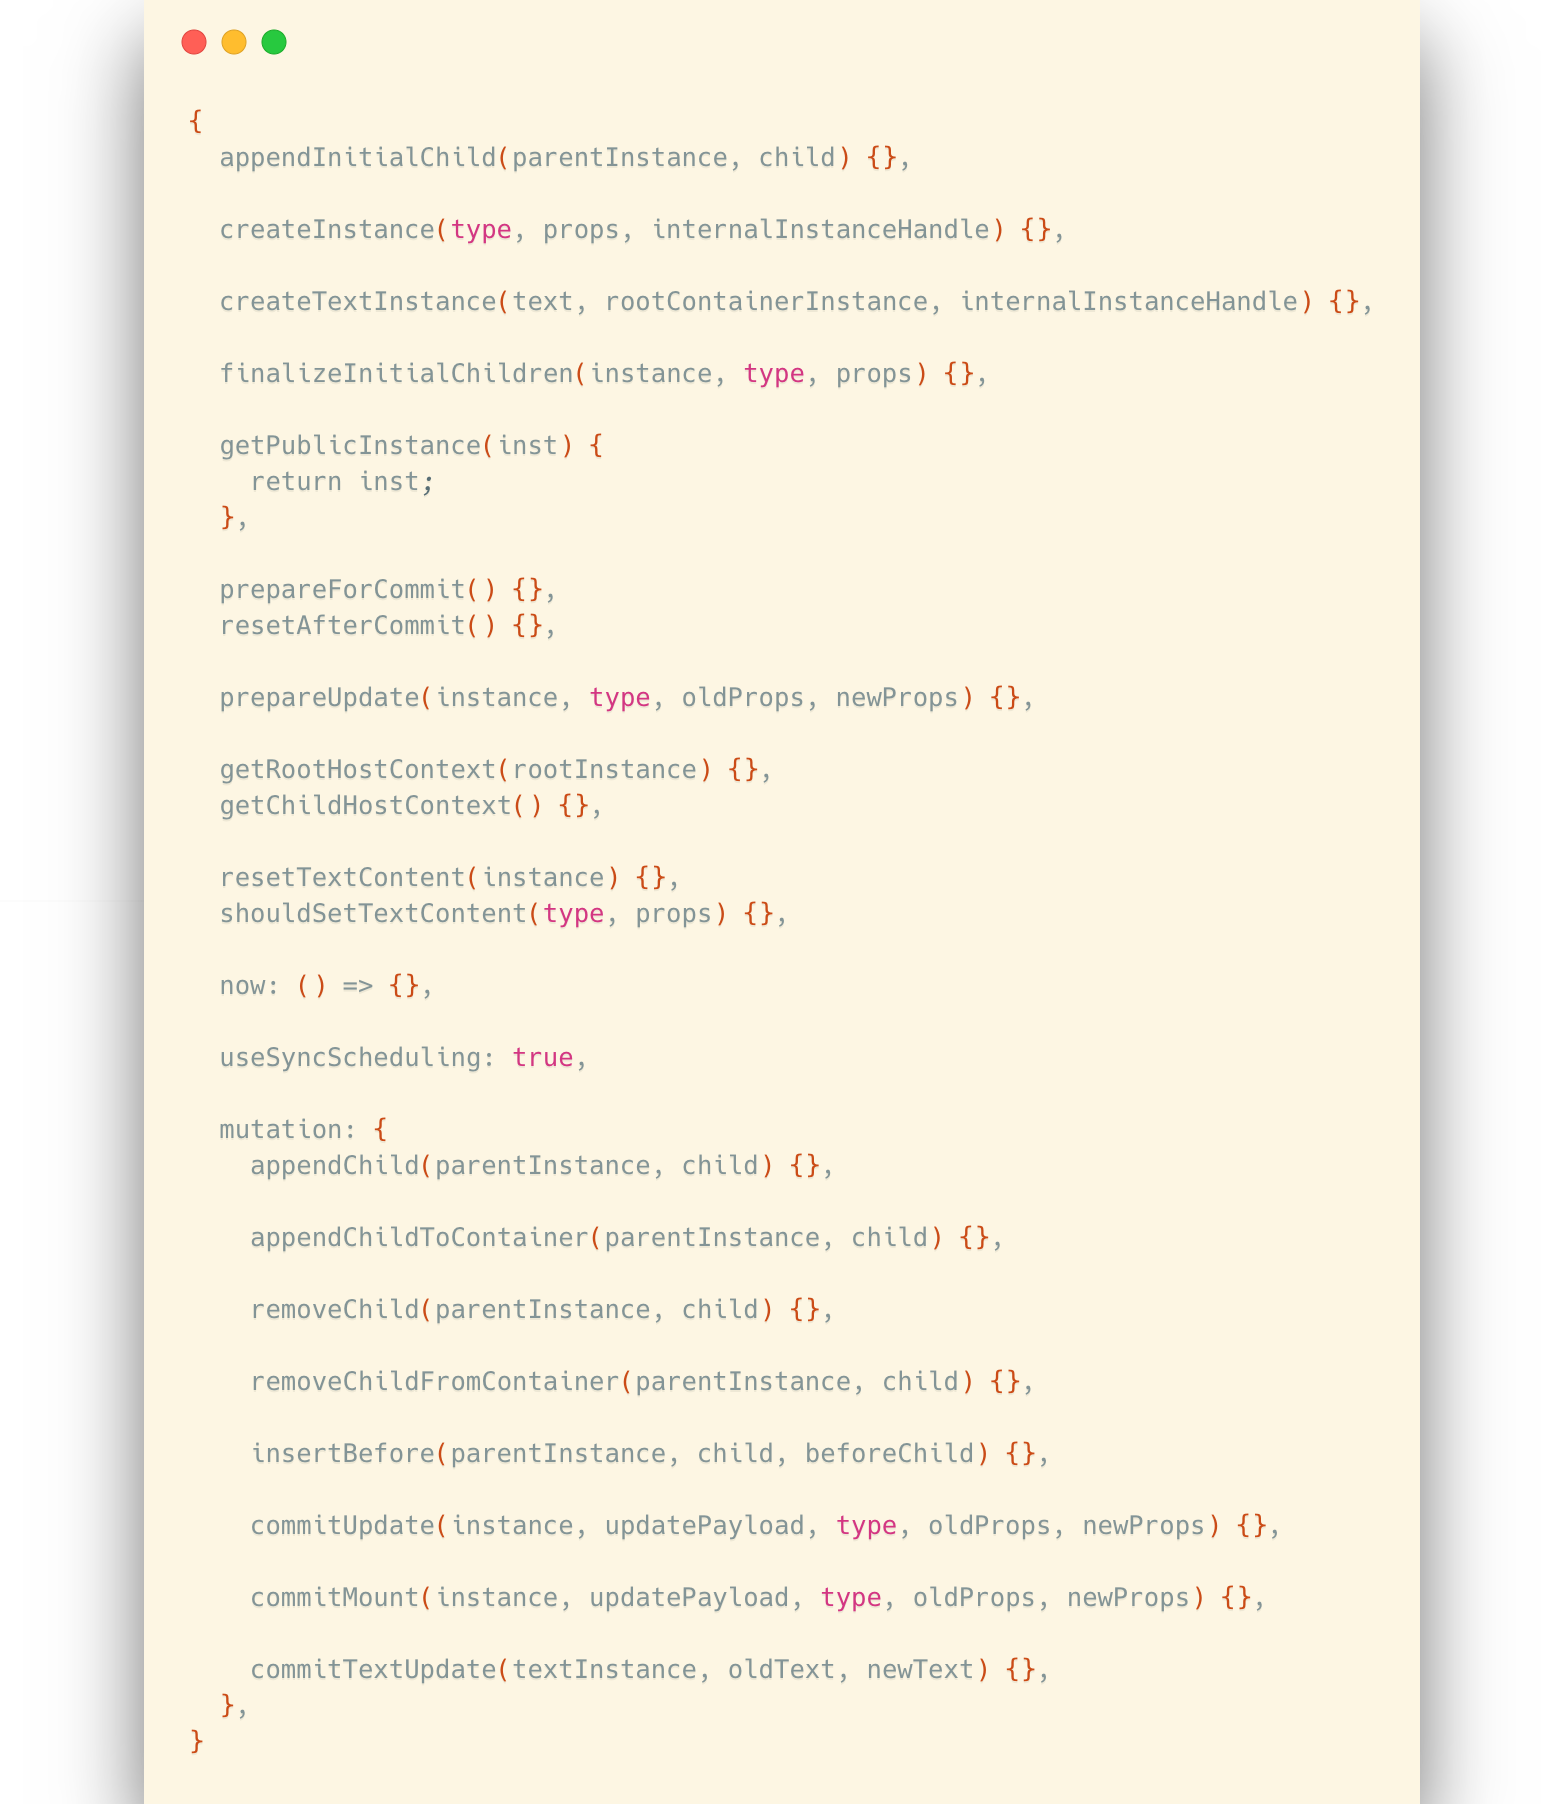 {
  appendInitialChild(parentInstance, child) {},

  createInstance(type, props, internalInstanceHandle) {},

  createTextInstance(text, rootContainerInstance, internalInstanceHandle) {},

  finalizeInitialChildren(instance, type, props) {},

  getPublicInstance(inst) {
    return inst;
  },

  prepareForCommit() {},
  resetAfterCommit() {},

  prepareUpdate(instance, type, oldProps, newProps) {},

  getRootHostContext(rootInstance) {},
  getChildHostContext() {},

  resetTextContent(instance) {},
  shouldSetTextContent(type, props) {},

  now: () => {},

  useSyncScheduling: true,

  mutation: {
    appendChild(parentInstance, child) {},

    appendChildToContainer(parentInstance, child) {},

    removeChild(parentInstance, child) {},

    removeChildFromContainer(parentInstance, child) {},

    insertBefore(parentInstance, child, beforeChild) {},

    commitUpdate(instance, updatePayload, type, oldProps, newProps) {},

    commitMount(instance, updatePayload, type, oldProps, newProps) {},

    commitTextUpdate(textInstance, oldText, newText) {},
  },
}